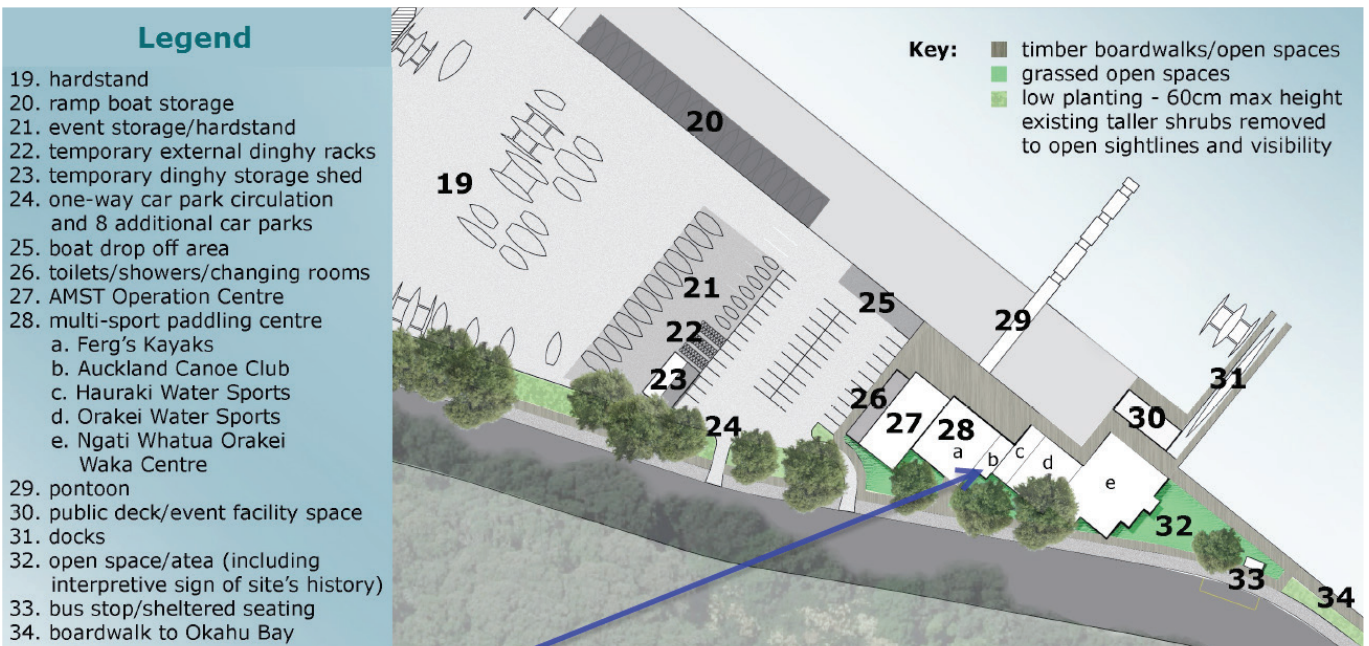 Legend
19. hardstand
20. ramp boat storage
21. event storage/hardstand
22. temporary external dinghy racks
23. temporary dinghy storage shed
24. one-way car park circulation
and 8 additional car parks
25. boat drop off area
26. toilets/showers/changing rooms
27. AMST Operation Centre
28. multi-sport paddling centre
a. Ferg's Kayaks
b. Auckland Canoe Club
c. Hauraki Water Sports
d. Orakei Water Sports
e. Ngati Whatua Orakei
Waka Centre
29. pontoon
30. public deck/event facility space
31. docks
32. open space/atea (including
interpretive sign of site's history)
33. bus stop/sheltered seating
34. boardwalk to Okahu Bay
Key:
timber boardwalks/open spaces
grassed open spaces
low planting - 60cm max height
existing taller shrubs removed
to open sightlines and visibility
20
19
21
25
29
22
23
31
26
30
24
27
28
a
b
c
d
e
32
33
34